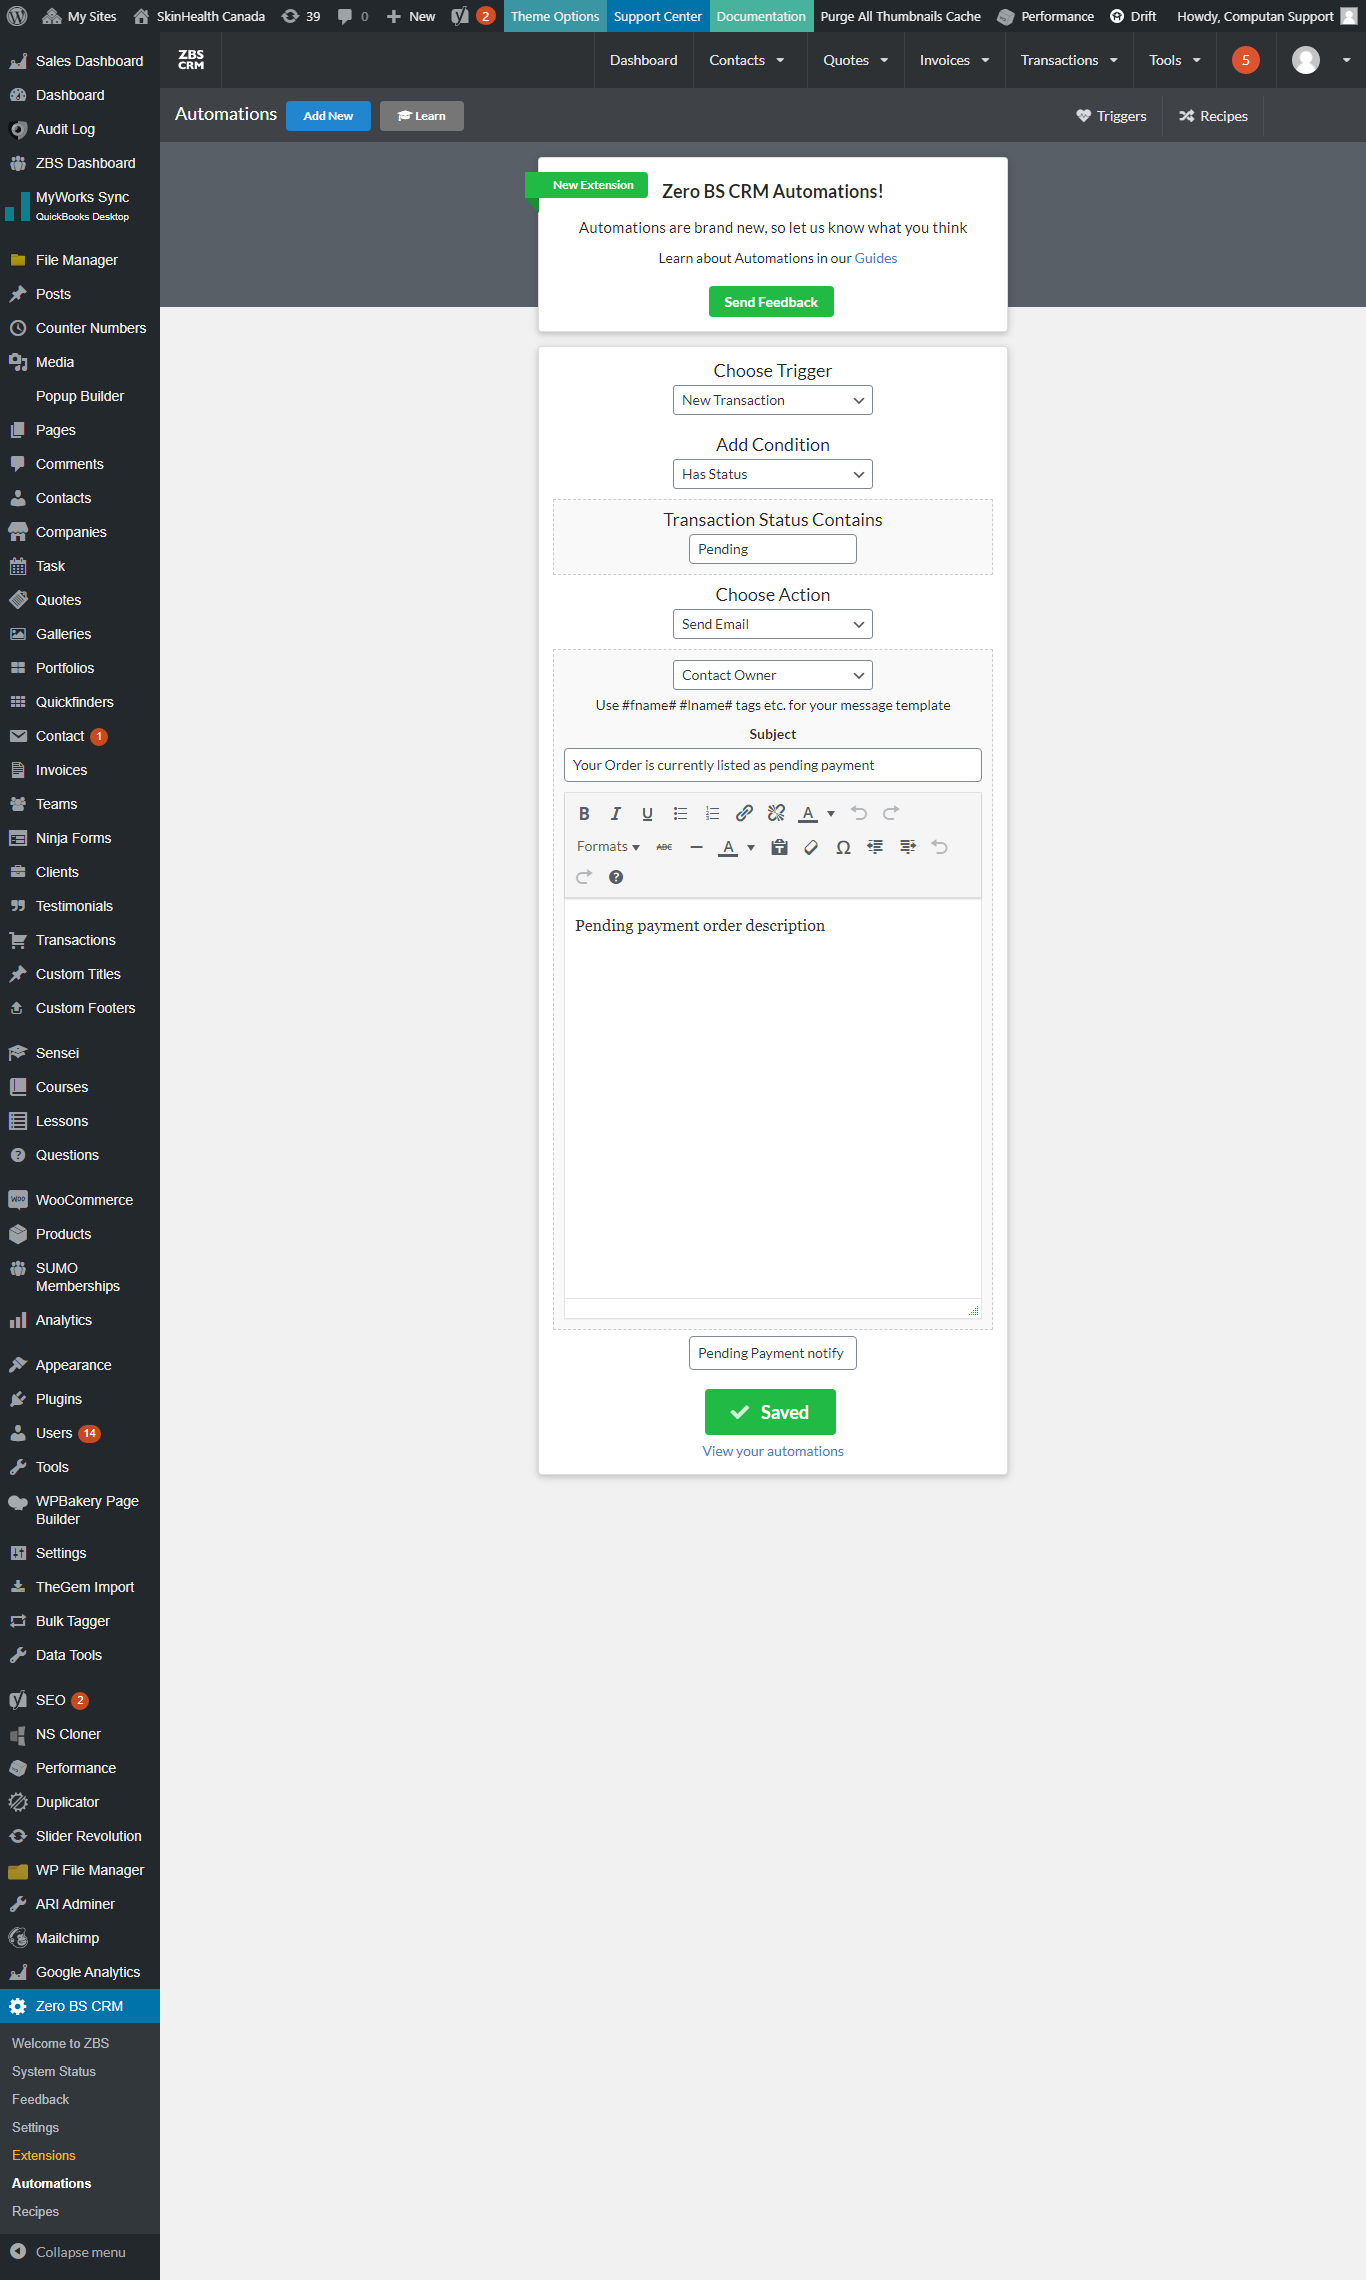 My Sites
SkinHealth Canada
39
0
New
2
Theme Options
Support Center
Documentation
Purge All Thumbnails Cache
Performance
Drift
Howdy, Computan Support
ZBS
CRM
Dashboard
Contacts
Quotes
Invoices
Transactions
Tools
5
Automations
Add New
Learn
Triggers
Recipes
Sales Dashboard
Dashboard
Audit Log
ZBS Dashboard
MyWorks Sync
QuickBooks Desktop
File Manager
Posts
Counter Numbers
Media
Popup Builder
Pages
Comments
Contacts
Companies
Task
Quotes
Galleries
Portfolios
Quickfinders
Contact 1
Invoices
Teams
Ninja Forms
Clients
Testimonials
Transactions
Custom Titles
Custom Footers
Sensei
Courses
Lessons
Questions
WooCommerce
Products
SUMO
Memberships
Analytics
Appearance
Plugins
Users 14
Tools
WPBakery Page
Builder
Settings
TheGem Import
Bulk Tagger
Data Tools
SEO 2
NS Cloner
Performance
Duplicator
Slider Revolution
WP File Manager
ARI Adminer
Mailchimp
Google Analytics
Zero BS CRM
Welcome to ZBS
System Status
Feedback
Settings
Extensions
Automations
Recipes
Collapse menu
New Extension
Zero BS CRM Automations!
Automations are brand new, so let us know what you think
Learn about Automations in our Guides
Send Feedback
Choose Trigger
New Transaction
Add Condition
Has Status
Transaction Status Contains
Pending
Choose Action
Send Email
Contact Owner
Use #fname# #lname# tags etc. for your message template
Subject
Your Order is currently listed as pending payment
B I U A
Formats ABC A Ω
Pending payment order description
Pending Payment notify
Saved
View your automations